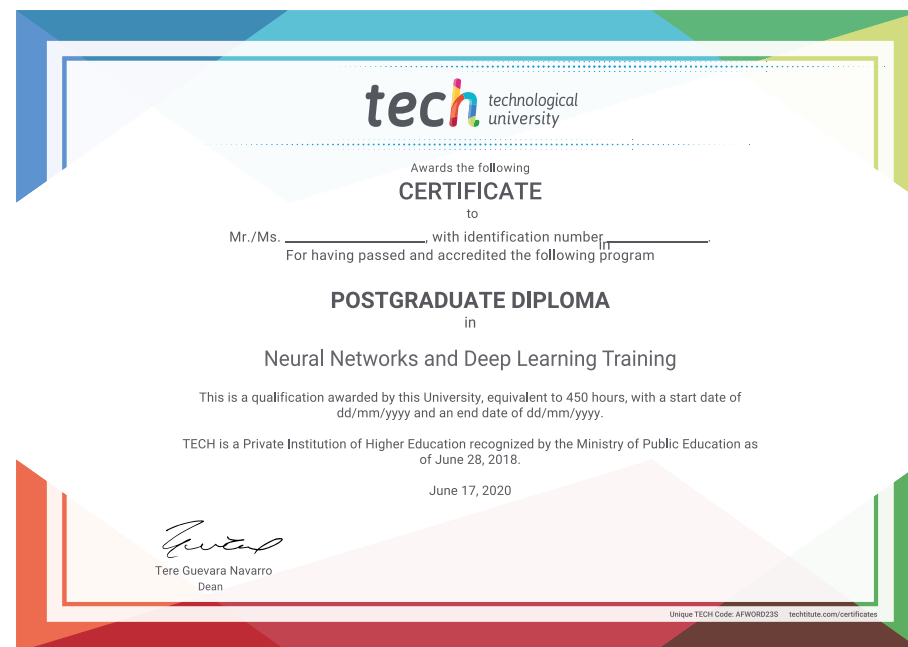 tech technological
university
Awards the following
CERTIFICATE
to
Mr./Ms. ____________, with identification number ____________.
in
For having passed and accredited the following program
POSTGRADUATE DIPLOMA
in
Neural Networks and Deep Learning Training
This is a qualification awarded by this University, equivalent to 450 hours, with a start date of
dd/mm/yyyy and an end date of dd/mm/yyyy.
TECH is a Private Institution of Higher Education recognized by the Ministry of Public Education as
of June 28, 2018.
June 17, 2020
Tere Guevara Navarro
Dean
Unique TECH Code: AFWORD23S techtitute.com/certificates